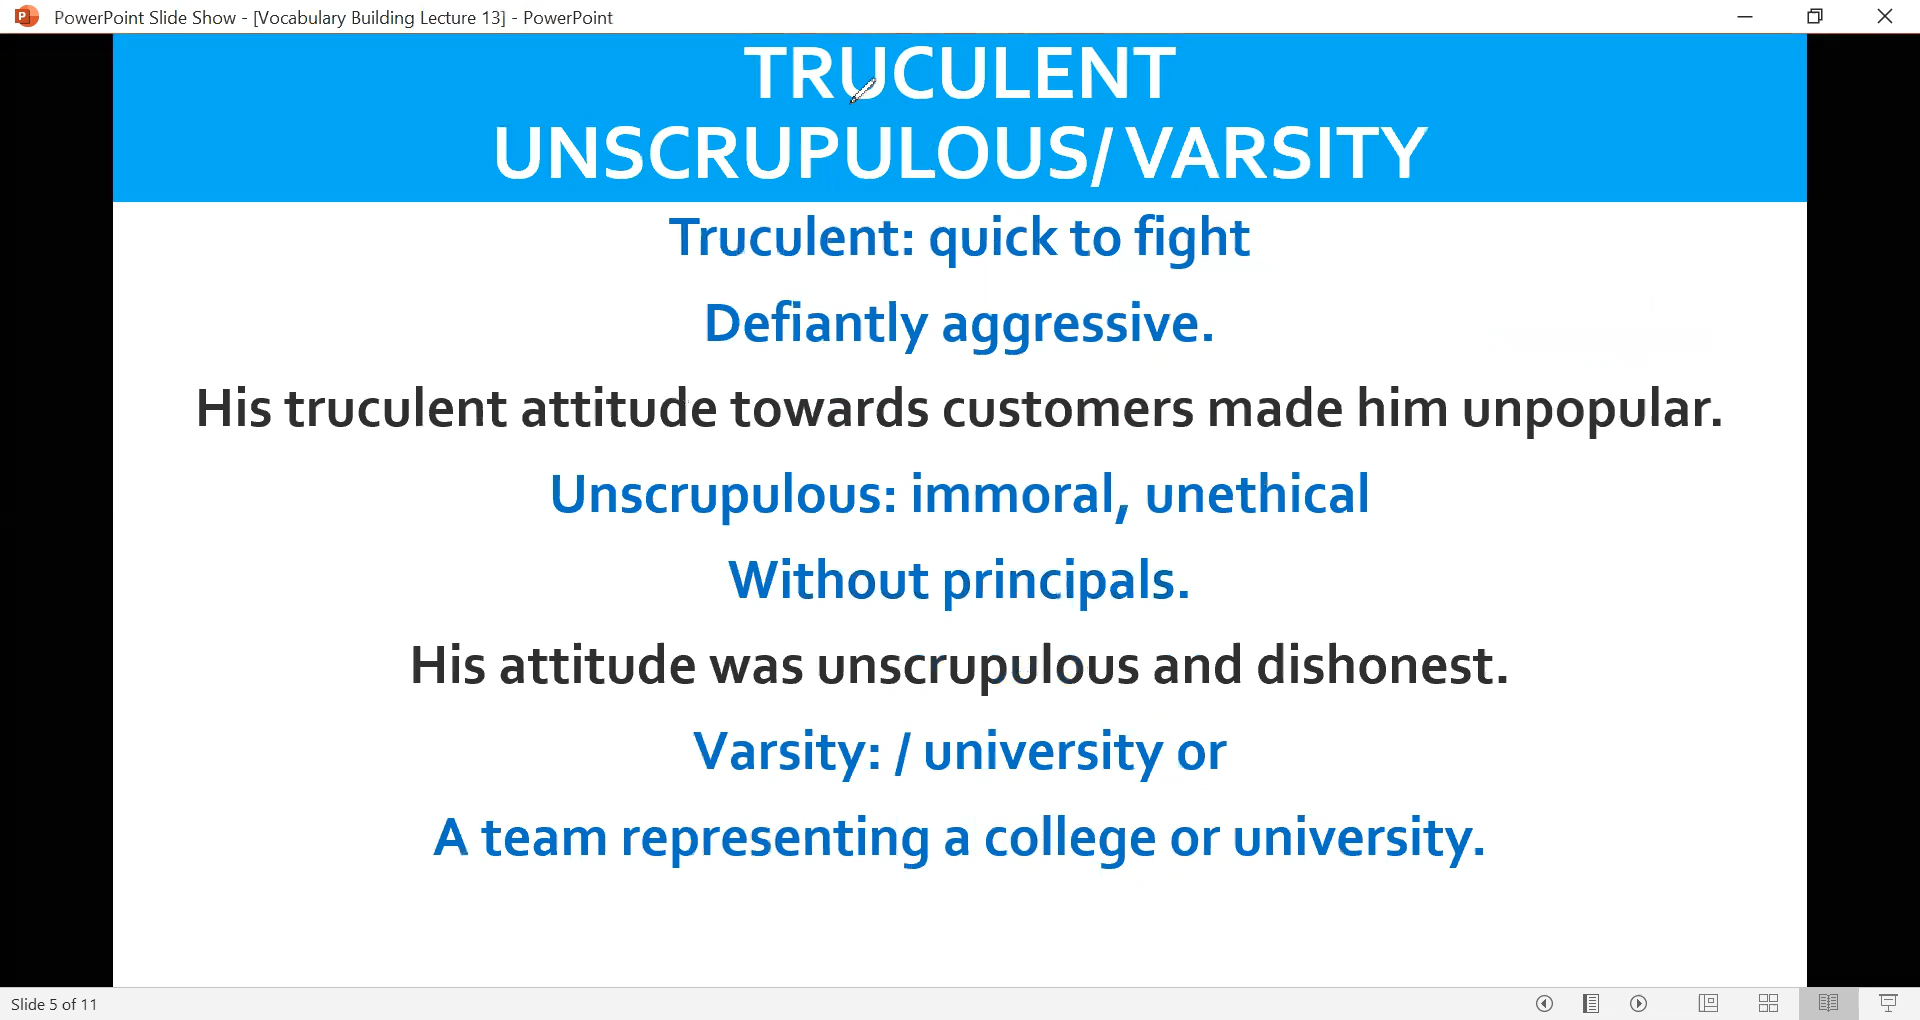 PowerPoint Slide Show - [Vocabulary Building Lecture 13] - PowerPoint
TRUCULENT
UNSCRUPULOUS/ VARSITY
Truculent: quick to fight
Defiantly aggressive.
His truculent attitude towards customers made him unpopular.
Unscrupulous: immoral, unethical
Without principals.
His attitude was unscrupulous and dishonest.
Varsity: / university or
A team representing a college or university.
Slide 5 of 11